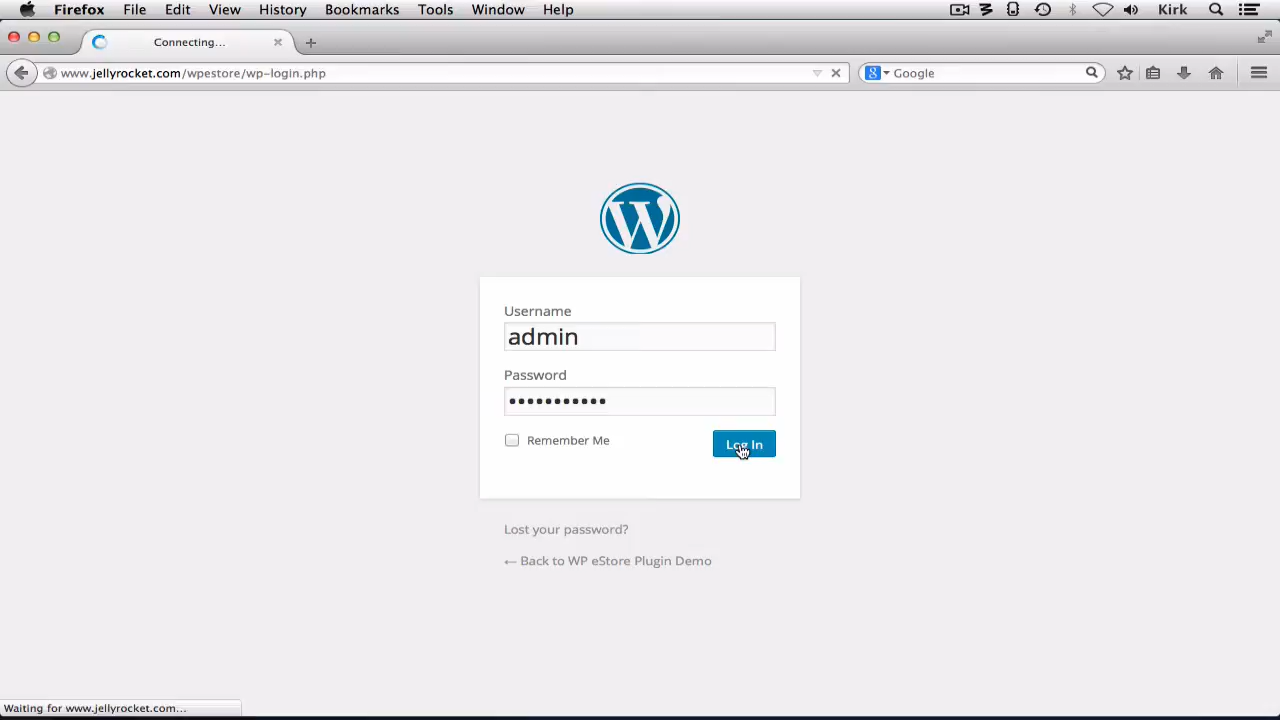 Firefox File Edit View History Bookmarks Tools Window Help Kirk
Connecting...
www.jellyrocket.com/wpestore/wp-login.php Google
Username
admin
Password
Remember Me Log In
Lost your password?
← Back to WP eStore Plugin Demo
Waiting for www.jellyrocket.com...